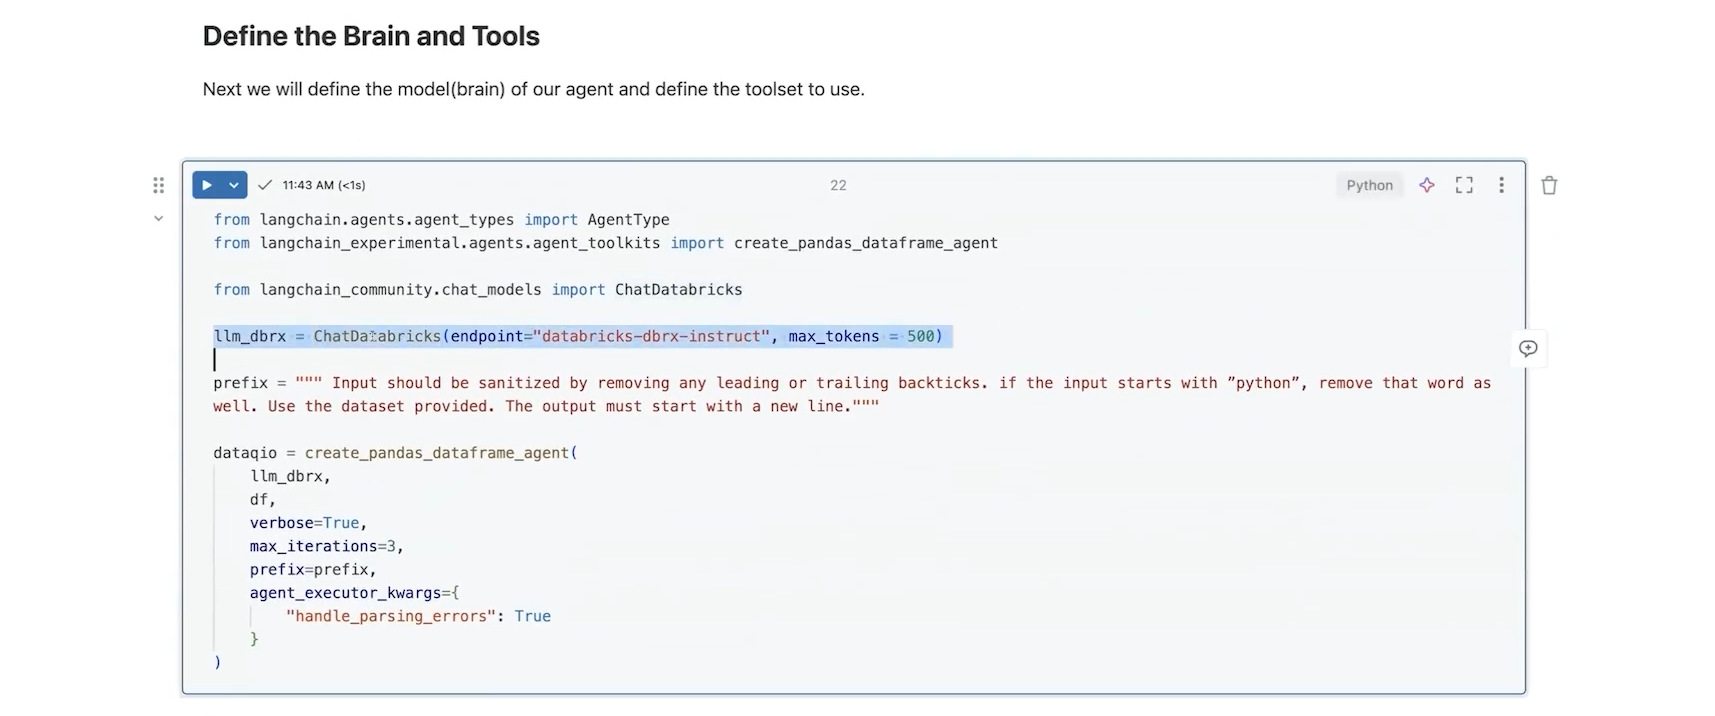 Define the Brain and Tools
Next we will define the model(brain) of our agent and define the toolset to use.
11:43 AM (<1s)
22
Python
from langchain.agents.agent_types import AgentType
from langchain_experimental.agents.agent_toolkits import create_pandas_dataframe_agent
from langchain_community.chat_models import ChatDatabricks
llm_dbrx = ChatDatabricks(endpoint="databricks-dbrx-instruct", max_tokens = 500)
prefix = """ Input should be sanitized by removing any leading or trailing backticks. if the input starts with ”python”, remove that word as
well. Use the dataset provided. The output must start with a new line."""
dataqio = create_pandas_dataframe_agent(
    llm_dbrx,
    df,
    verbose=True,
    max_iterations=3,
    prefix=prefix,
    agent_executor_kwargs={
        "handle_parsing_errors": True
    }
)